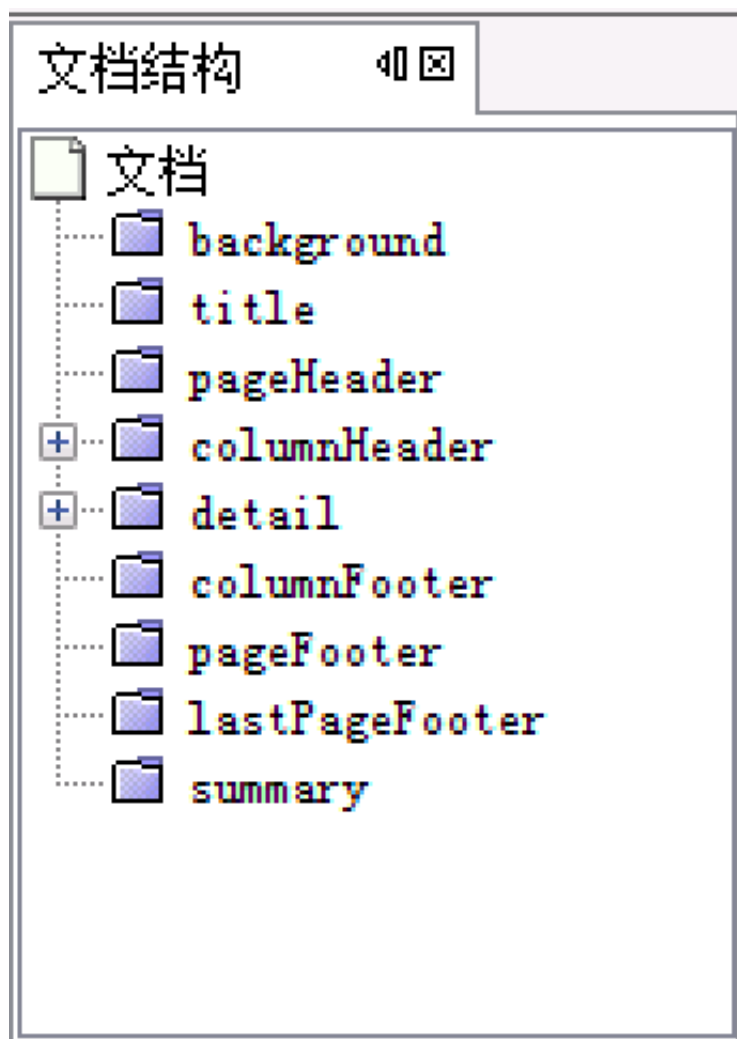 文档结构
文档
background
title
pageHeader
columnHeader
detail
columnFooter
pageFooter
lastPageFooter
summary